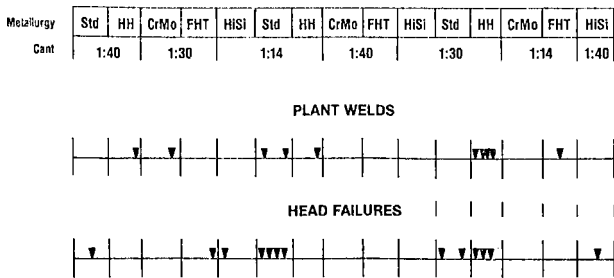 Metallurgy Std HH CrMo FHT HiSi Std HH CrMo FHT HiSi Std HH CrMo FHT HiSi
Cant 1:40 1:30 1:14 1:40 1:30 1:14 1:40
PLANT WELDS
HEAD FAILURES